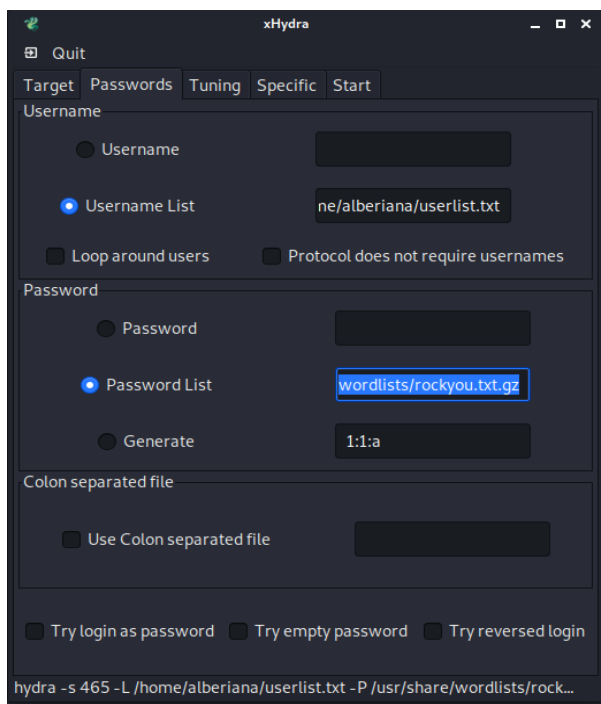 xHydra
Quit
Target Passwords Tuning Specific Start
Username
Username
Username List ne/alberiana/userlist.txt
Loop around users Protocol does not require usernames
Password
Password
Password List wordlists/rockyou.txt.gz
Generate 1:1:a
Colon separated file
Use Colon separated file
Try login as password Try empty password Try reversed login
hydra -s 465 -L /home/alberiana/userlist.txt -P /usr/share/wordlists/rock...